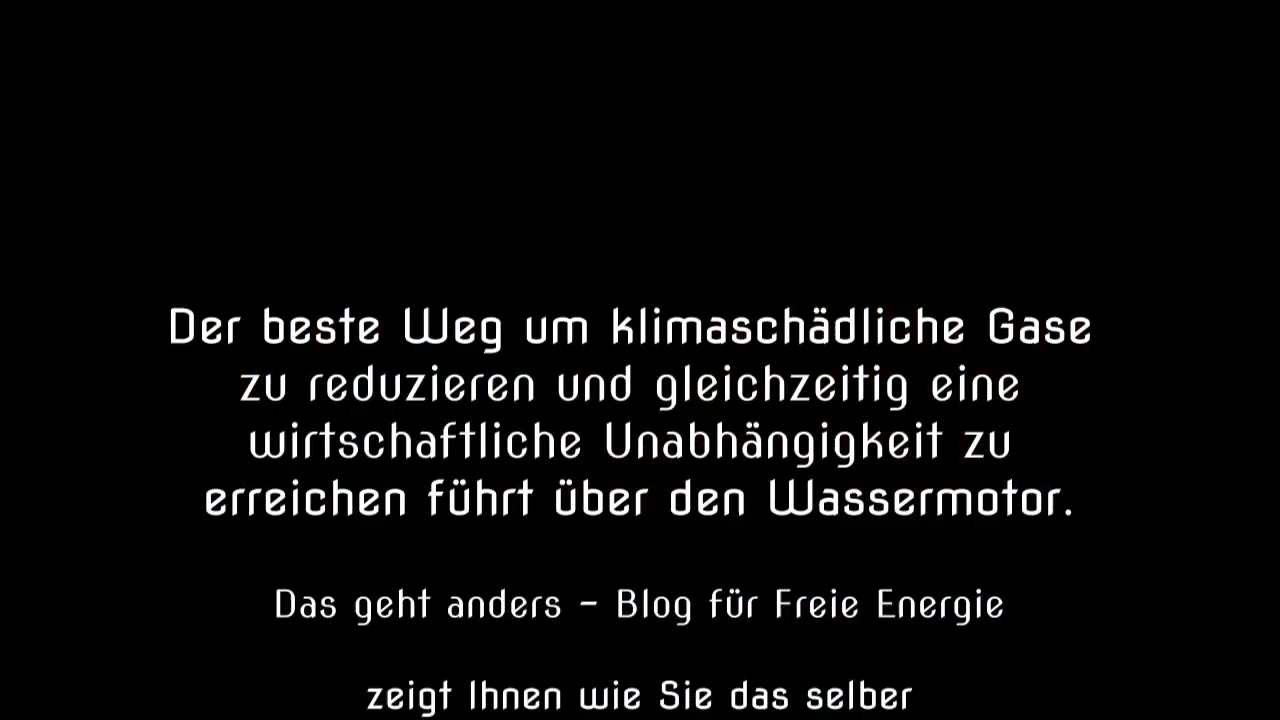 Der beste Weg um klimaschädliche Gase
zu reduzieren und gleichzeitig eine
wirtschaftliche Unabhängigkeit zu
erreichen führt über den Wassermotor.
Das geht anders - Blog für Freie Energie
zeigt Ihnen wie Sie das selber